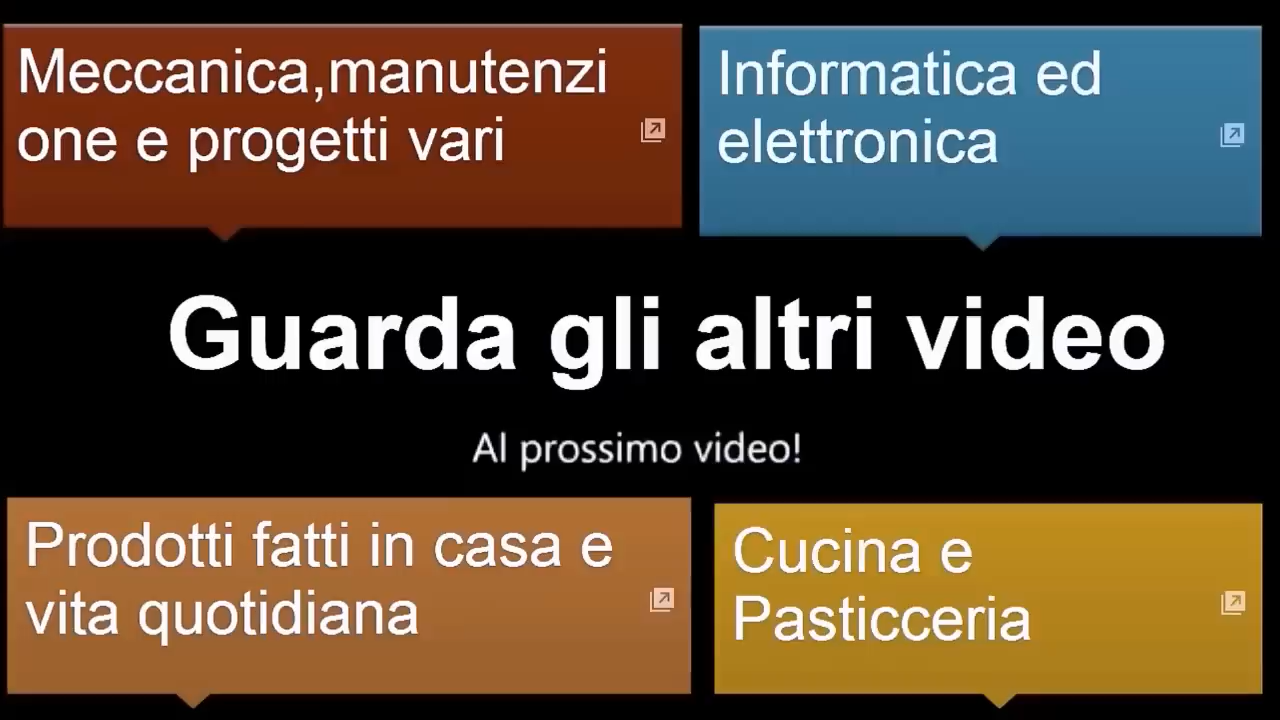 Meccanica,manutenzi
one e progetti vari
Informatica ed
elettronica
Guarda gli altri video
Al prossimo video!
Prodotti fatti in casa e
vita quotidiana
Cucina e
Pasticceria